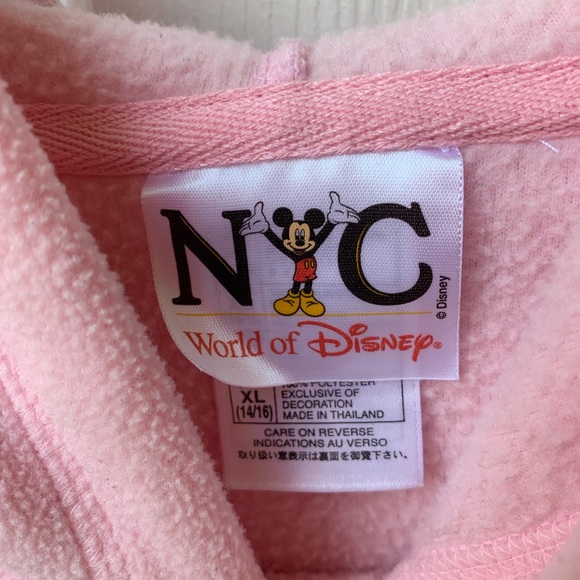 NYC
© Disney
World of Disney®
XL
(14/16)
100% POLYESTER
EXCLUSIVE OF
DECORATION
MADE IN THAILAND
CARE ON REVERSE
INDICATIONS AU VERSO
取り扱い意表示は裏面を御覧下さい。